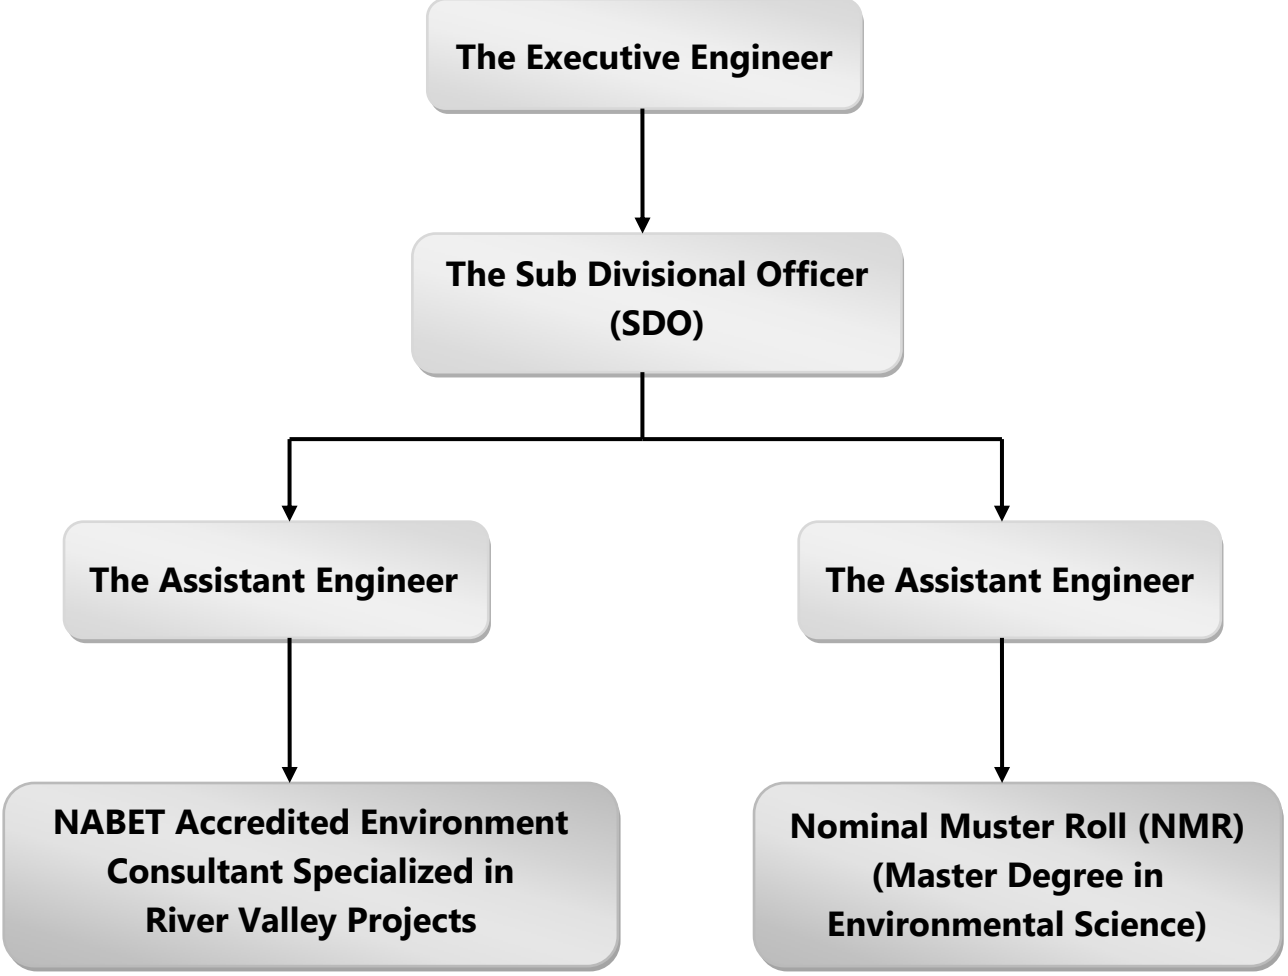 The Executive Engineer
The Sub Divisional Officer
(SDO)
The Assistant Engineer
The Assistant Engineer
NABET Accredited Environment
Consultant Specialized in
River Valley Projects
Nominal Muster Roll (NMR)
(Master Degree in
Environmental Science)